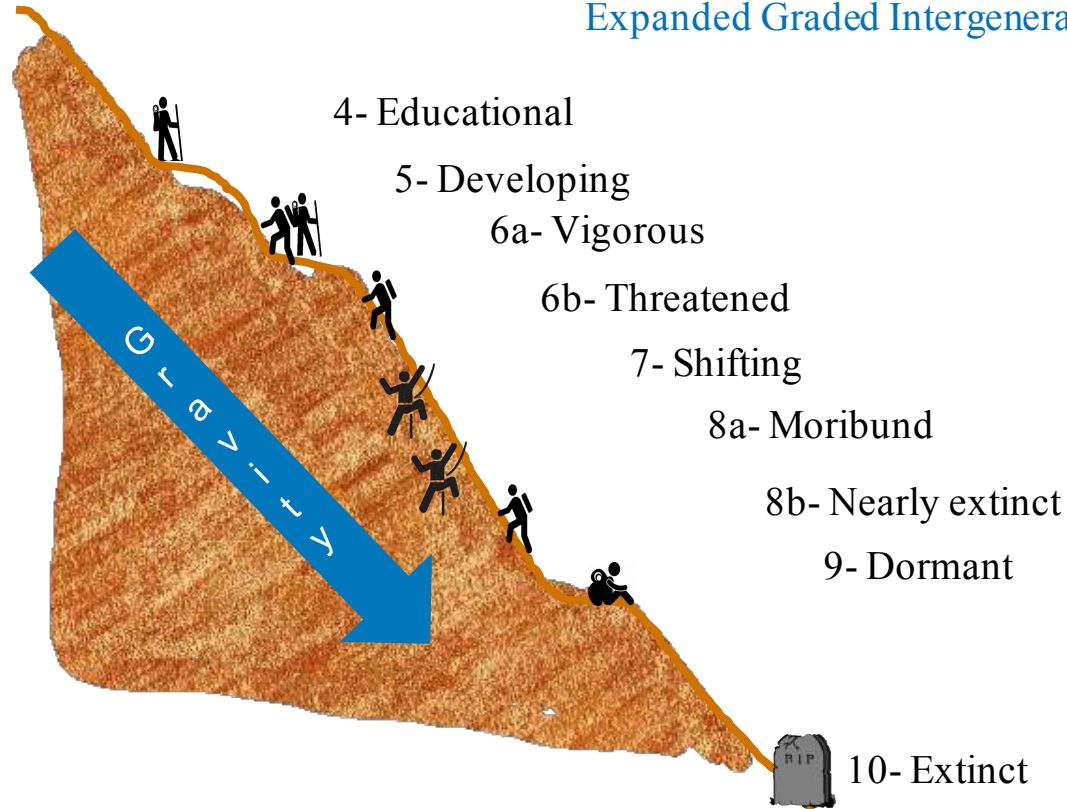 Expanded Graded Intergenera
4- Educational
5- Developing
6a- Vigorous
6b- Threatened
7- Shifting
8a- Moribund
8b- Nearly extinct
9- Dormant
Gravity
RIP
10- Extinct